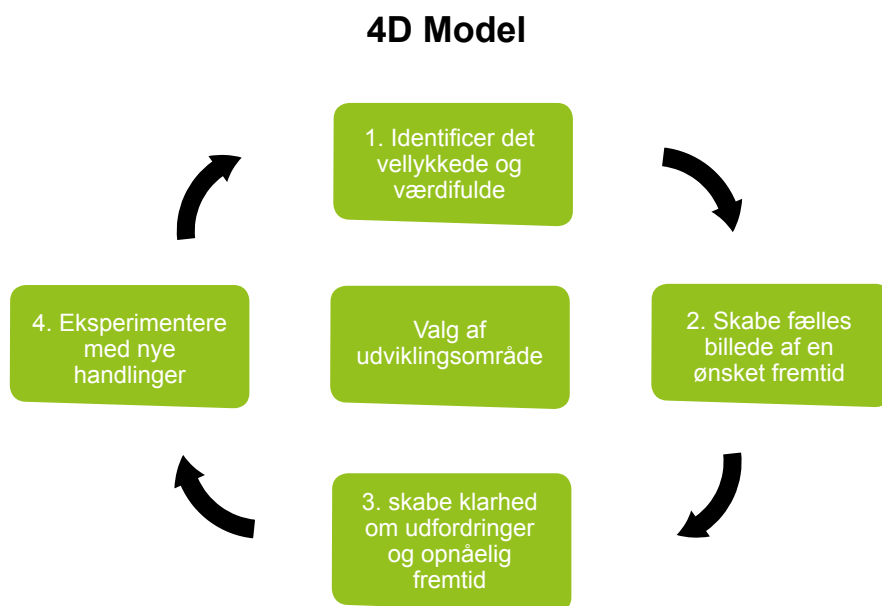 4D Model
1. Identificer det
vellykkede og
værdifulde
2. Skabe fælles
billede af en
ønsket fremtid
3. skabe klarhed
om udfordringer
og opnåelig
fremtid
4. Eksperimentere
med nye
handlinger
Valg af
udviklingsområde